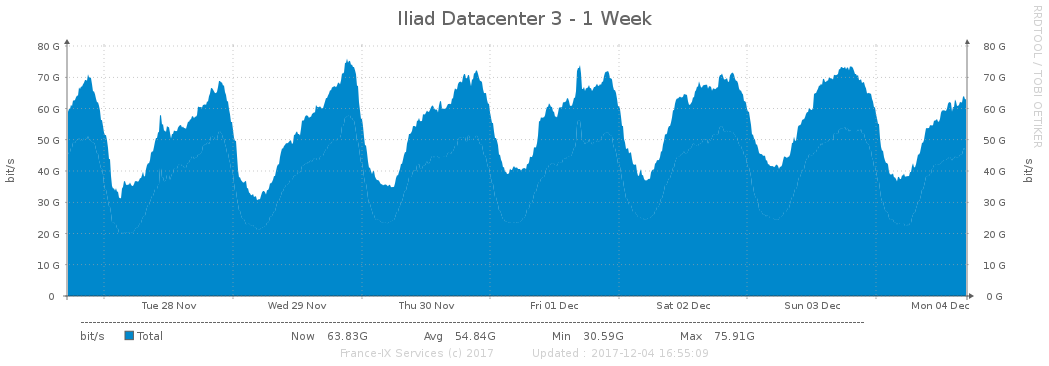 Iliad Datacenter 3 - 1 Week
RRDTOOL / TOBI OETIKER
bit/s
80 G 80 G
70 G 70 G
60 G 60 G
50 G 50 G
40 G 40 G
30 G 30 G
20 G 20 G
10 G 10 G
0 0 G
bit/s
Tue 28 Nov Wed 29 Nov Thu 30 Nov Fri 01 Dec Sat 02 Dec Sun 03 Dec Mon 04 Dec
bit/s Total Now 63.83G Avg 54.84G Min 30.59G Max 75.91G
France-IX Services (c) 2017 Updated : 2017-12-04 16:55:09